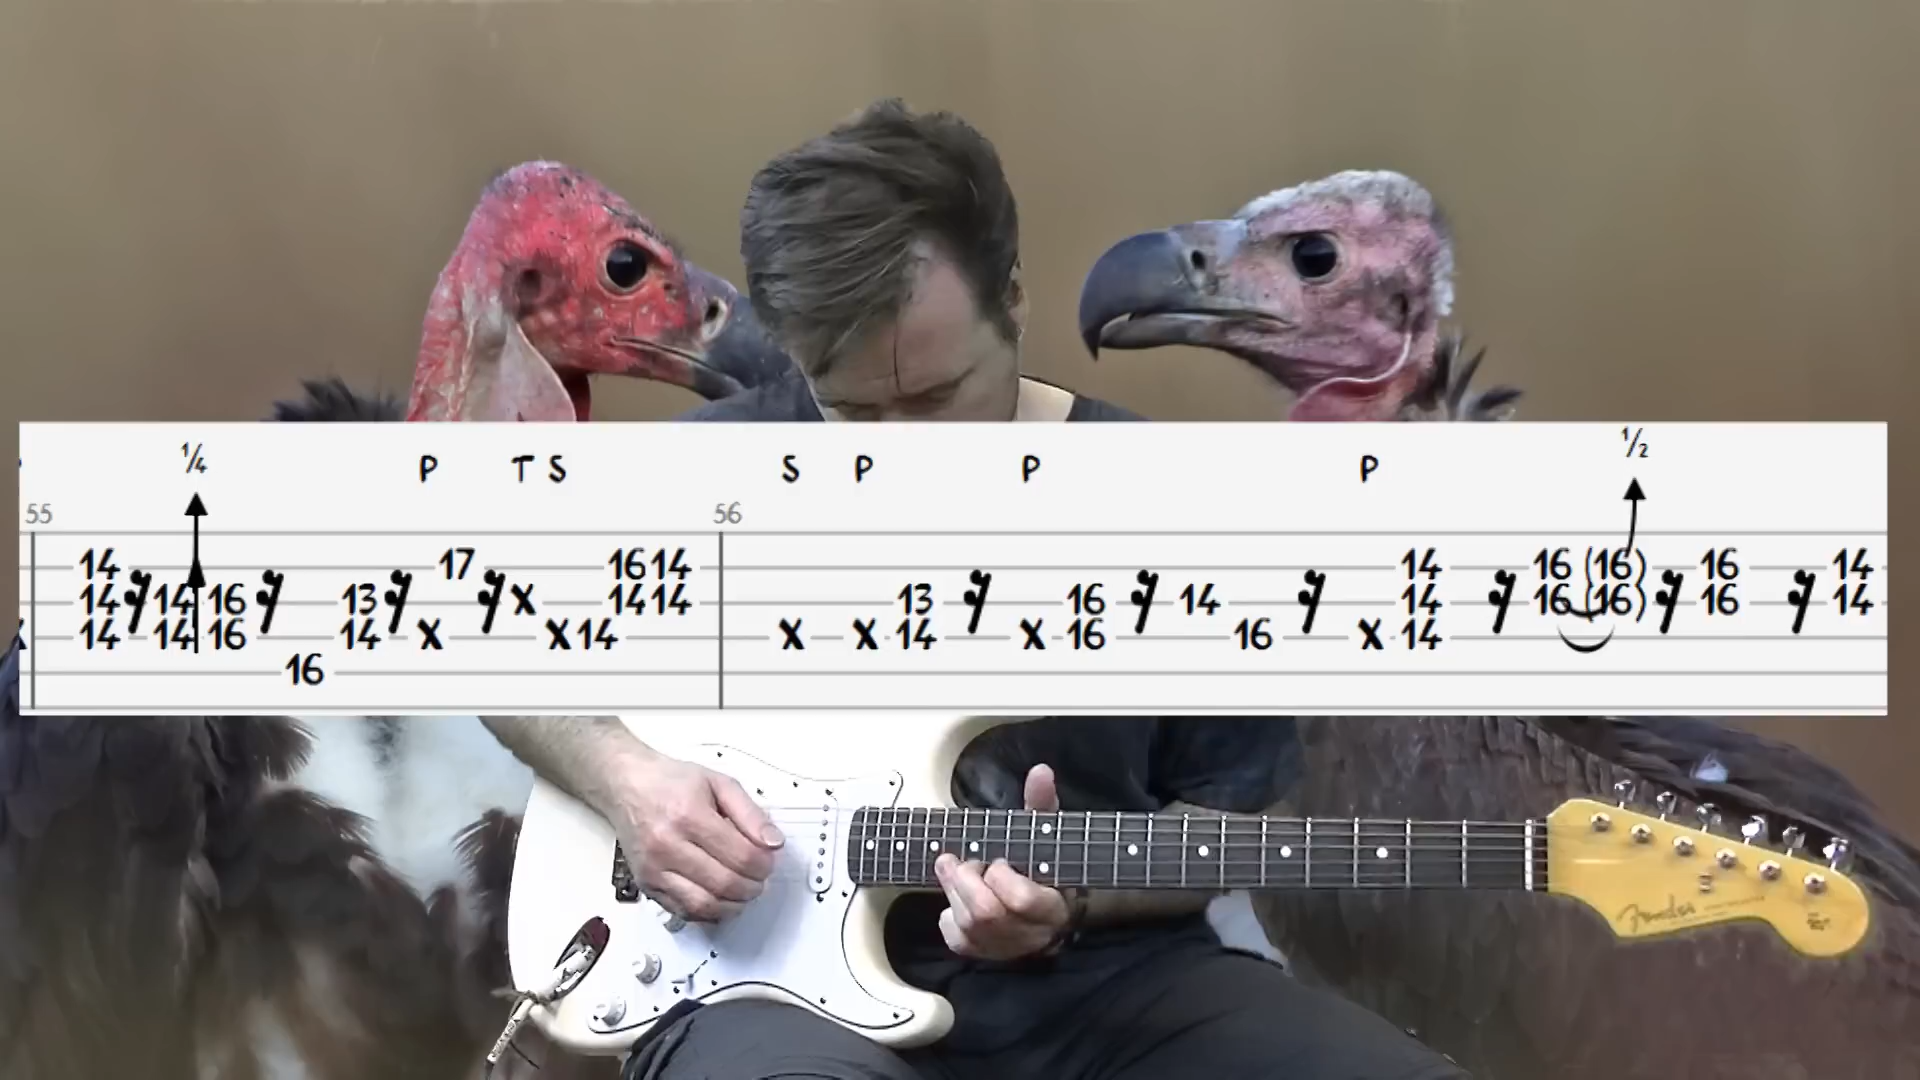 1/4 P T S S P P P 1/2
55 56
14 17 16 14 14 16 (16) 16 14
14 14 16 13 X 14 14 13 16 14 14 16 (16) 16 14
X 14 14 16 14 X X 14 X X 14 X 16 16 X 14
16
Fender